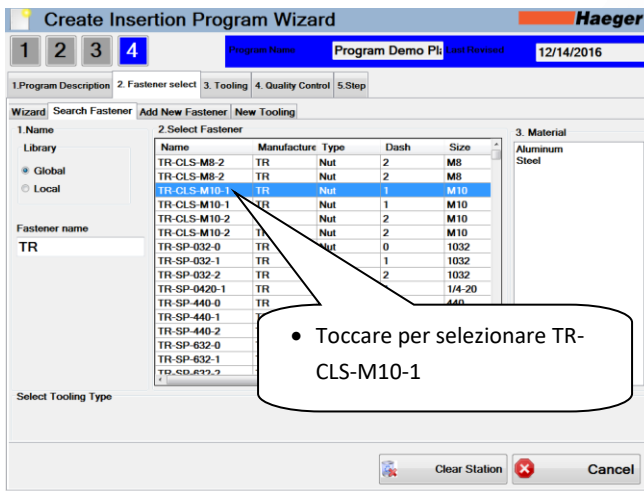 Create Insertion Program Wizard
Haeger
1 2 3 4
Program Name Program Demo Pl Last Revised 12/14/2016
1.Program Description 2. Fastener select 3. Tooling 4. Quality Control 5.Step
Wizard Search Fastener Add New Fastener New Tooling
1.Name 2.Select Fastener 3. Material
Library
Global
Local
Fastener name
TR
Name Manufacture Type Dash Size
TR-CLS-M8-2 TR Nut 2 M8
TR-CLS-M8-2 TR Nut 2 M8
TR-CLS-M10-1 TR Nut 1 M10
TR-CLS-M10-1 TR Nut 1 M10
TR-CLS-M10-2 TR Nut 2 M10
TR-CLS-M10-2 TR Nut 2 M10
TR-SP-032-0 TR Nut 0 1032
TR-SP-032-1 TR 1 1032
TR-SP-032-2 TR 2 1032
TR-SP-0420-1 TR 1/4-20
TR-SP-440-0 TR 440
TR-SP-440-1
TR-SP-440-2
TR-SP-632-0
TR-SP-632-1
TR-SP-632-2
Aluminum
Steel
• Toccare per selezionare TR-
CLS-M10-1
Select Tooling Type
Clear Station Cancel